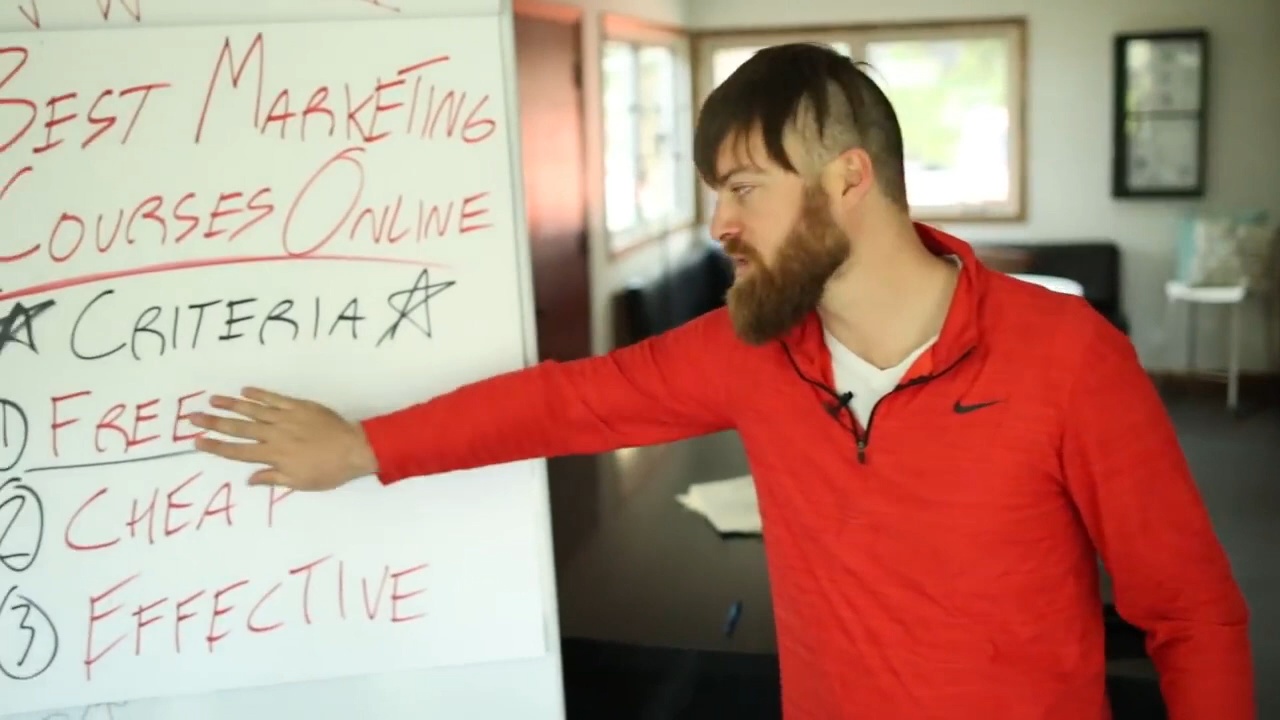 BEST MARKETING
COURSES ONLINE
CRITERIA
1 FREE
2 CHEAP
3 EFFECTIVE